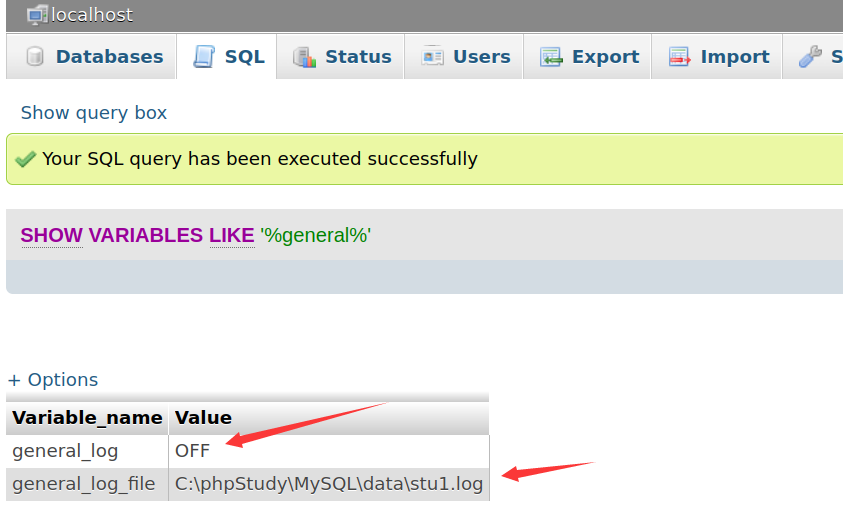 localhost
Databases SQL Status Users Export Import S
Show query box
Your SQL query has been executed successfully
SHOW VARIABLES LIKE '%general%'
+ Options
Variable_name Value
general_log OFF
general_log_file C:\phpStudy\MySQL\data\stu1.log